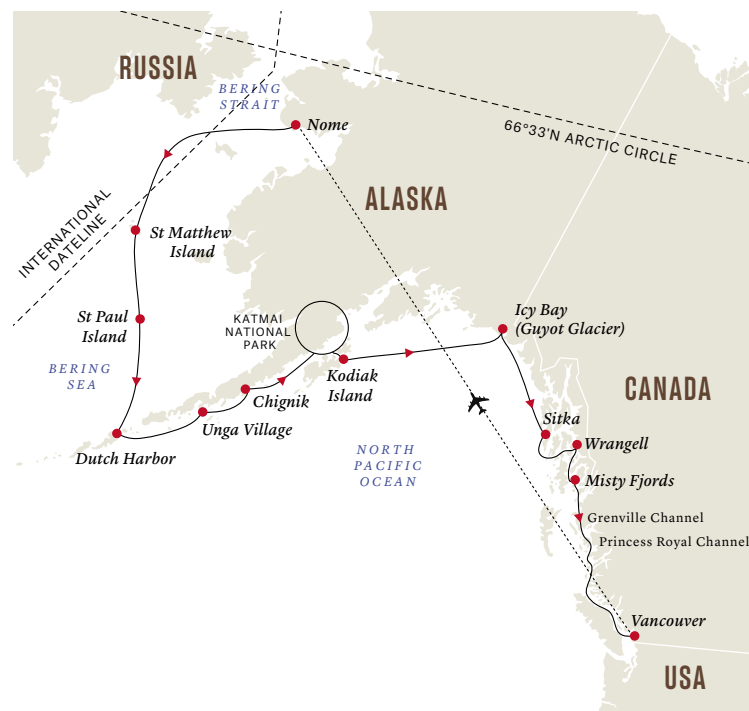 RUSSIA
BERING
STRAIT
Nome
66°33'N ARCTIC CIRCLE
ALASKA
INTERNATIONAL
DATELINE
St Matthew
Island
St Paul
Island
KATMAI
NATIONAL
PARK
Icy Bay
(Guyot Glacier)
BERING
SEA
Kodiak
Island
CANADA
Chignik
Sitka
Unga Village
Wrangell
Dutch Harbor
NORTH
PACIFIC
OCEAN
Misty Fjords
Grenville Channel
Princess Royal Channel
Vancouver
USA